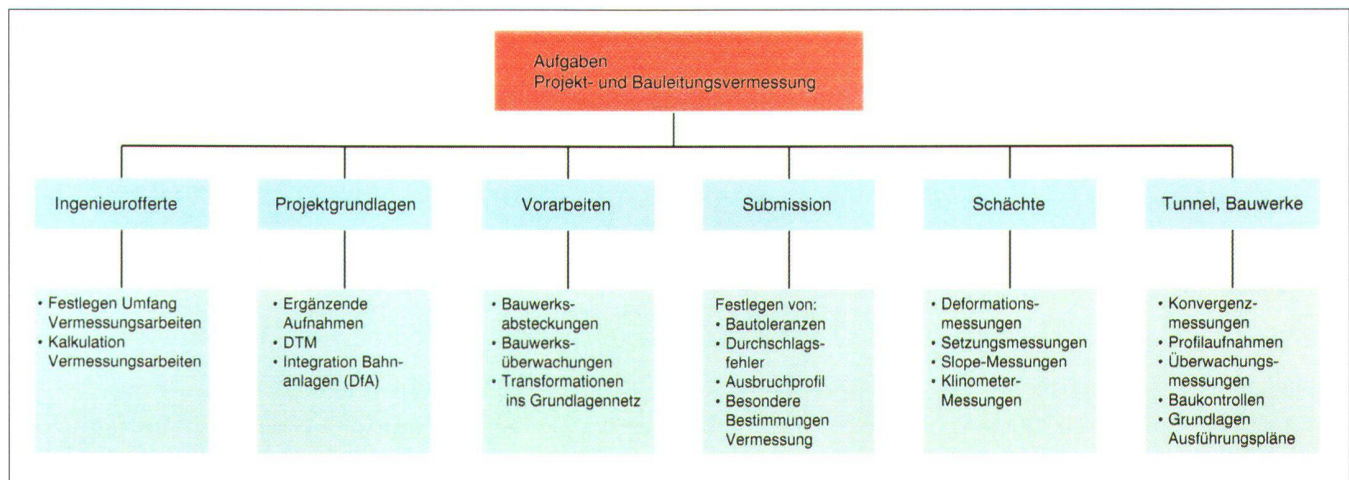 Aufgaben
Projekt- und Bauleitungsvermessung
Ingenieurofferte
Projektgrundlagen
Vorarbeiten
Submission
Schächte
Tunnel, Bauwerke
• Festlegen Umfang
Vermessungsarbeiten
• Kalkulation
Vermessungsarbeiten
• Ergänzende
Aufnahmen
• DTM
• Integration Bahn-
anlagen (DfA)
• Bauwerks-
absteckungen
• Bauwerks-
überwachungen
• Transformationen
ins Grundlagennetz
Festlegen von:
• Bautoleranzen
• Durchschlags-
fehler
• Ausbruchprofil
• Besondere
Bestimmungen
Vermessung
• Deformations-
messungen
• Setzungsmessungen
• Slope-Messungen
• Klinometer-
Messungen
• Konvergenz-
messungen
• Profilaufnahmen
• Überwachungs-
messungen
• Baukontrollen
• Grundlagen
Ausführungspläne